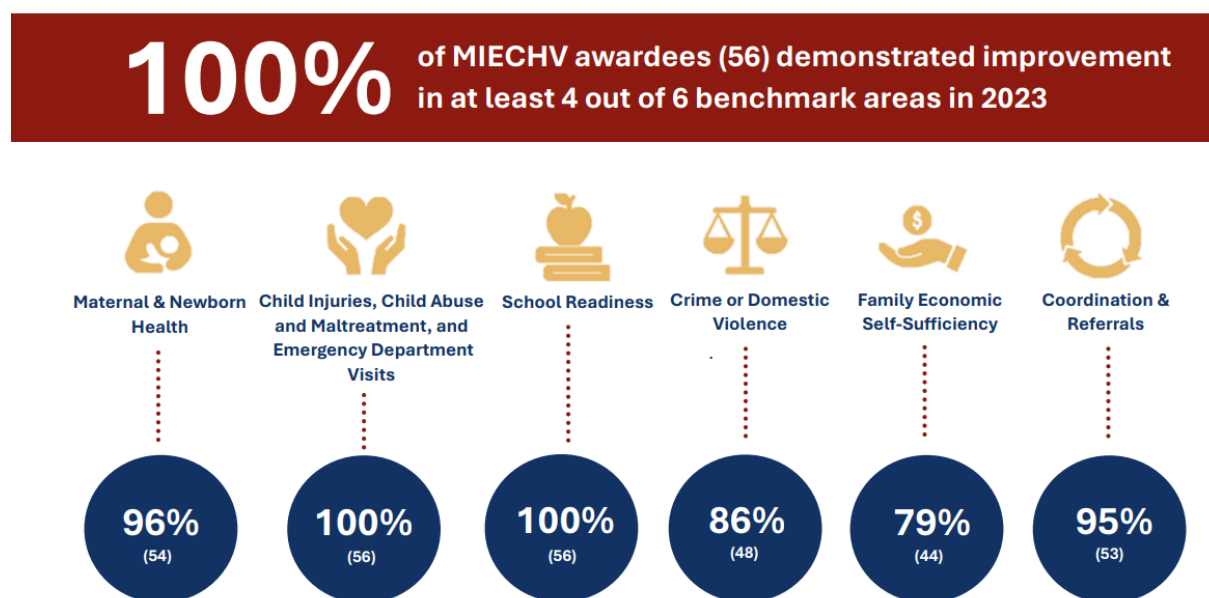 100%
of MIECHV awardees (56) demonstrated improvement
in at least 4 out of 6 benchmark areas in 2023
$
Maternal & Newborn
Health
Child Injuries, Child Abuse
and Maltreatment, and
Emergency Department
Visits
School Readiness
Crime or Domestic
Violence
Family Economic
Self-Sufficiency
Coordination &
Referrals
96%
(54)
100%
(56)
100%
(56)
86%
(48)
79%
(44)
95%
(53)